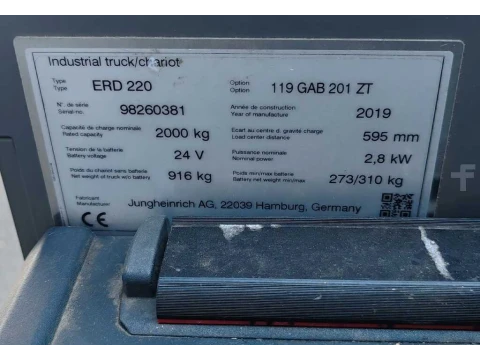 Industrial truck/chariot
Type
Type
ERD 220
Option
Option
119 GAB 201 ZT
N°. de série
Serial-no.
98260381
Année de construction
Year of manufacture
2019
Capacité de charge nominale
Rated capacity
2000 kg
Ecart au centre d. gravité charge
Load center distance
595 mm
Tension de la batterie
Battery voltage
24 V
Puissance nominale
Nominal power
2,8 kW
Poids du chariot sans batterie
Net weight of truck w/o battery
916 kg
Poids min/max batterie
Battery weight min/max
273/310 kg
Fabricant
Manufacturer
Jungheinrich AG, 22039 Hamburg, Germany
CE
f